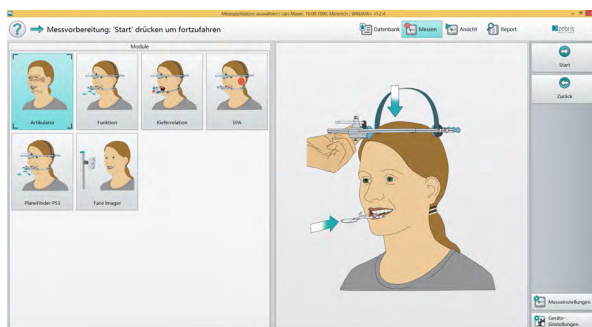 Messapplikation auswählen | Lars Mayer, 10.09.1990, Männlich | WINJAW+ v1.2.4
Messvorbereitung: 'Start' drücken um fortzufahren
Datenbank
Messen
Ansicht
Report
zebris
Module
Artikulator
Funktion
Kieferrelation
EPA
PlaneFinder PS1
Face Imager
Start
Zurück
Messeinstellungen
Geräte-
Einstellungen